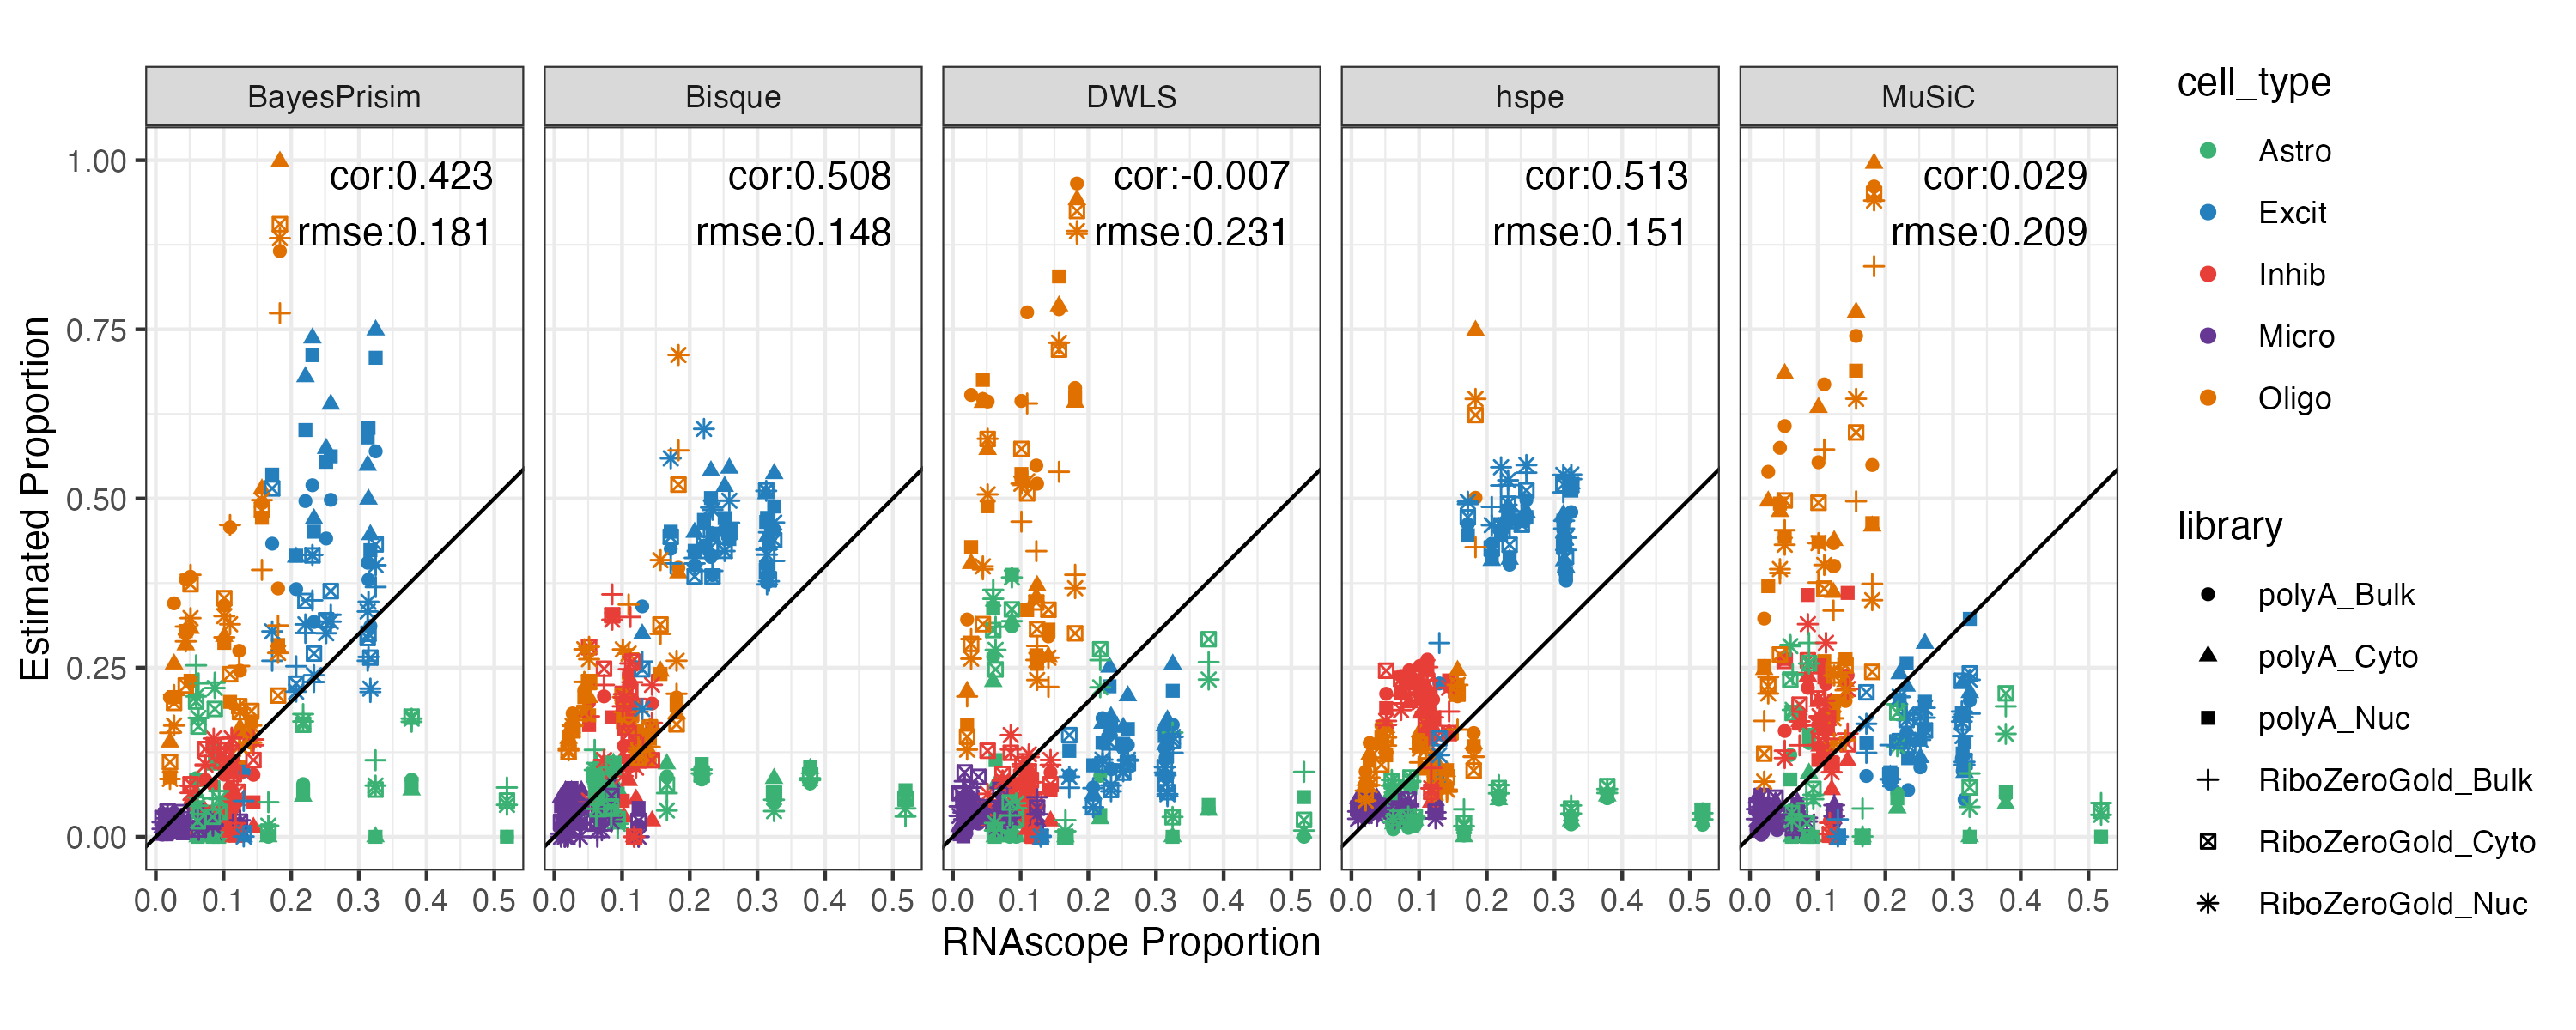 BayesPrisim
Bisque
DWLS
hspe
MuSiC
cor:0.423
rmse:0.181
cor:0.508
rmse:0.148
cor:-0.007
rmse:0.231
cor:0.513
rmse:0.151
cor:0.029
rmse:0.209
Estimated Proportion
1.00
0.75
0.50
0.25
0.00
0.0 0.1 0.2 0.3 0.4 0.5
0.0 0.1 0.2 0.3 0.4 0.5
0.0 0.1 0.2 0.3 0.4 0.5
0.0 0.1 0.2 0.3 0.4 0.5
0.0 0.1 0.2 0.3 0.4 0.5
RNAscope Proportion
cell_type
Astro
Excit
Inhib
Micro
Oligo
library
polyA_Bulk
polyA_Cyto
polyA_Nuc
RiboZeroGold_Bulk
RiboZeroGold_Cyto
RiboZeroGold_Nuc